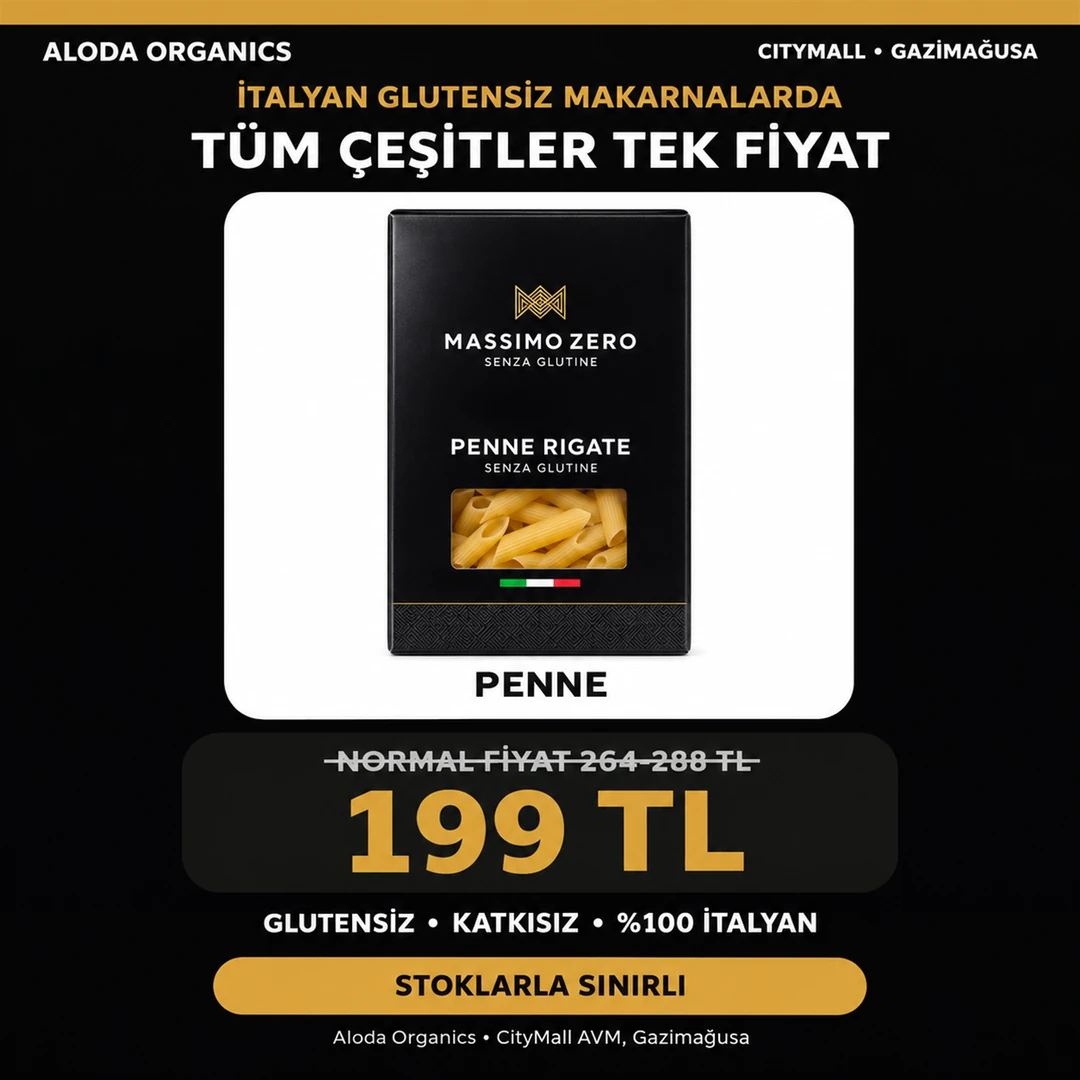 ALODA ORGANICS
CITYMALL • GAZİMAĞUSA
İTALYAN GLUTENSİZ MAKARNALARDA
TÜM ÇEŞİTLER TEK FİYAT
MASSIMO ZERO
SENZA GLUTINE
PENNE RIGATE
SENZA GLUTINE
PENNE
NORMAL FİYAT 264-288 TL
199 TL
GLUTENSİZ • KATKISIZ • %100 İTALYAN
STOKLARLA SINIRLI
Aloda Organics • CityMall AVM, Gazimağusa